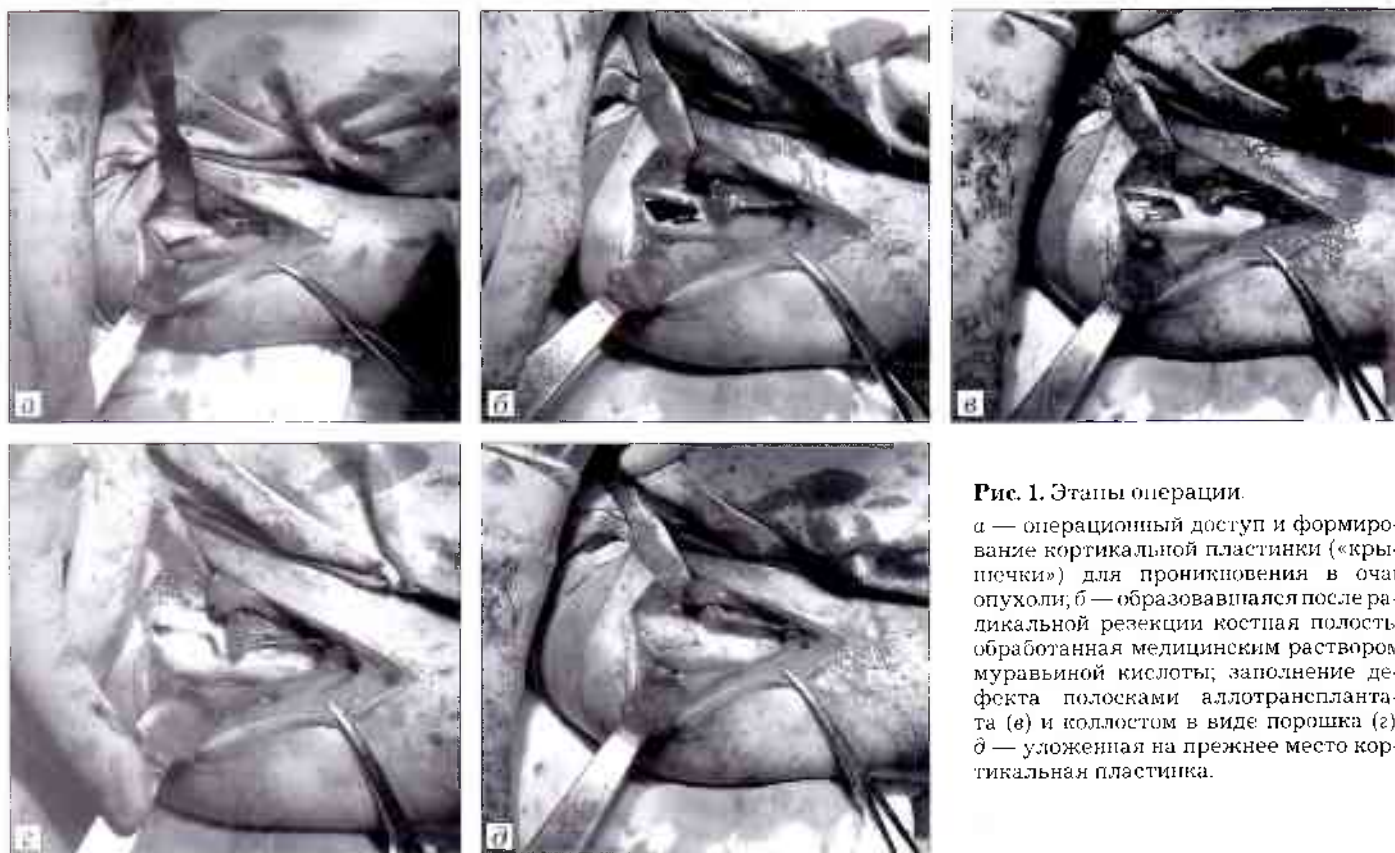 а
б
в
г
д
Рис. 1. Этапы операции.
а — операционный доступ и формиро-
вание кортикальной пластинки («кры-
шечки») для проникновения в очаг
опухоли; б — образовавшаяся после ра-
дикальной резекции костная полость,
обработанная медицинским раствором
муравьиной кислоты; заполнение де-
фекта полосками аллотрансплант-
та (в) и коллостом в виде порошка (г);
д — уложенная на прежнее место кор-
тикальная пластинка.